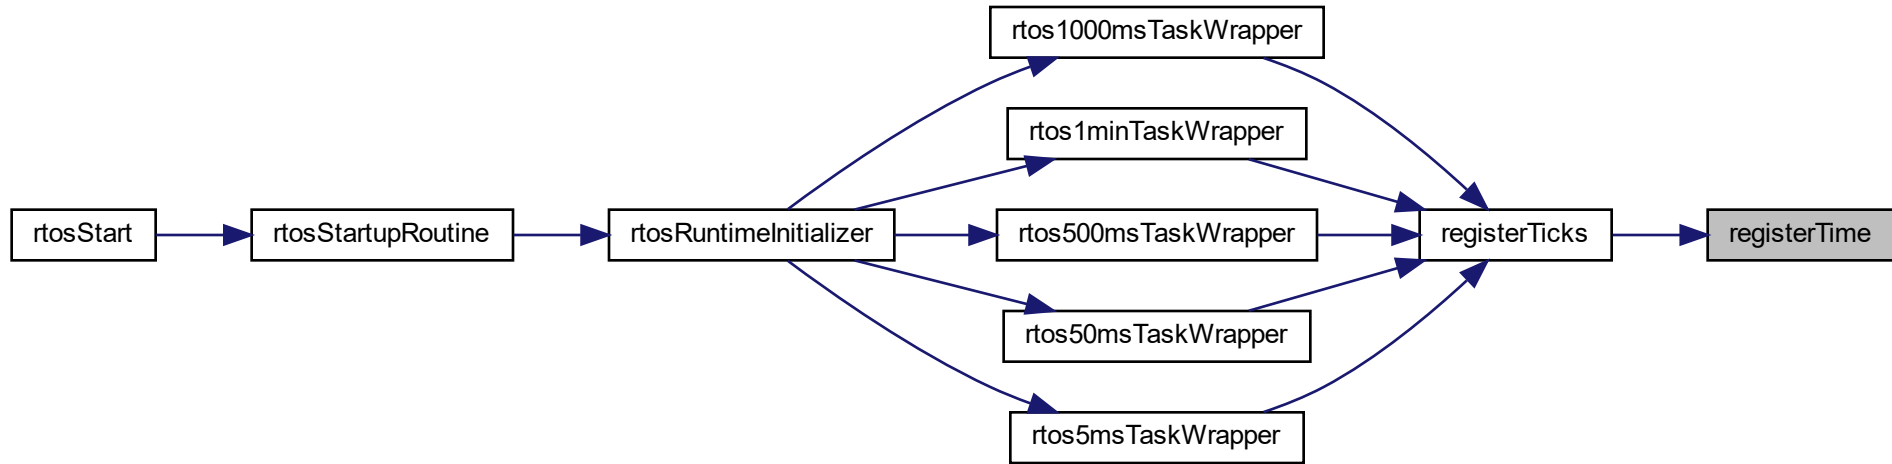 rtos1000msTaskWrapper
rtos1minTaskWrapper
rtosStart
rtosStartupRoutine
rtosRuntimeInitializer
rtos500msTaskWrapper
registerTicks
registerTime
rtos50msTaskWrapper
rtos5msTaskWrapper